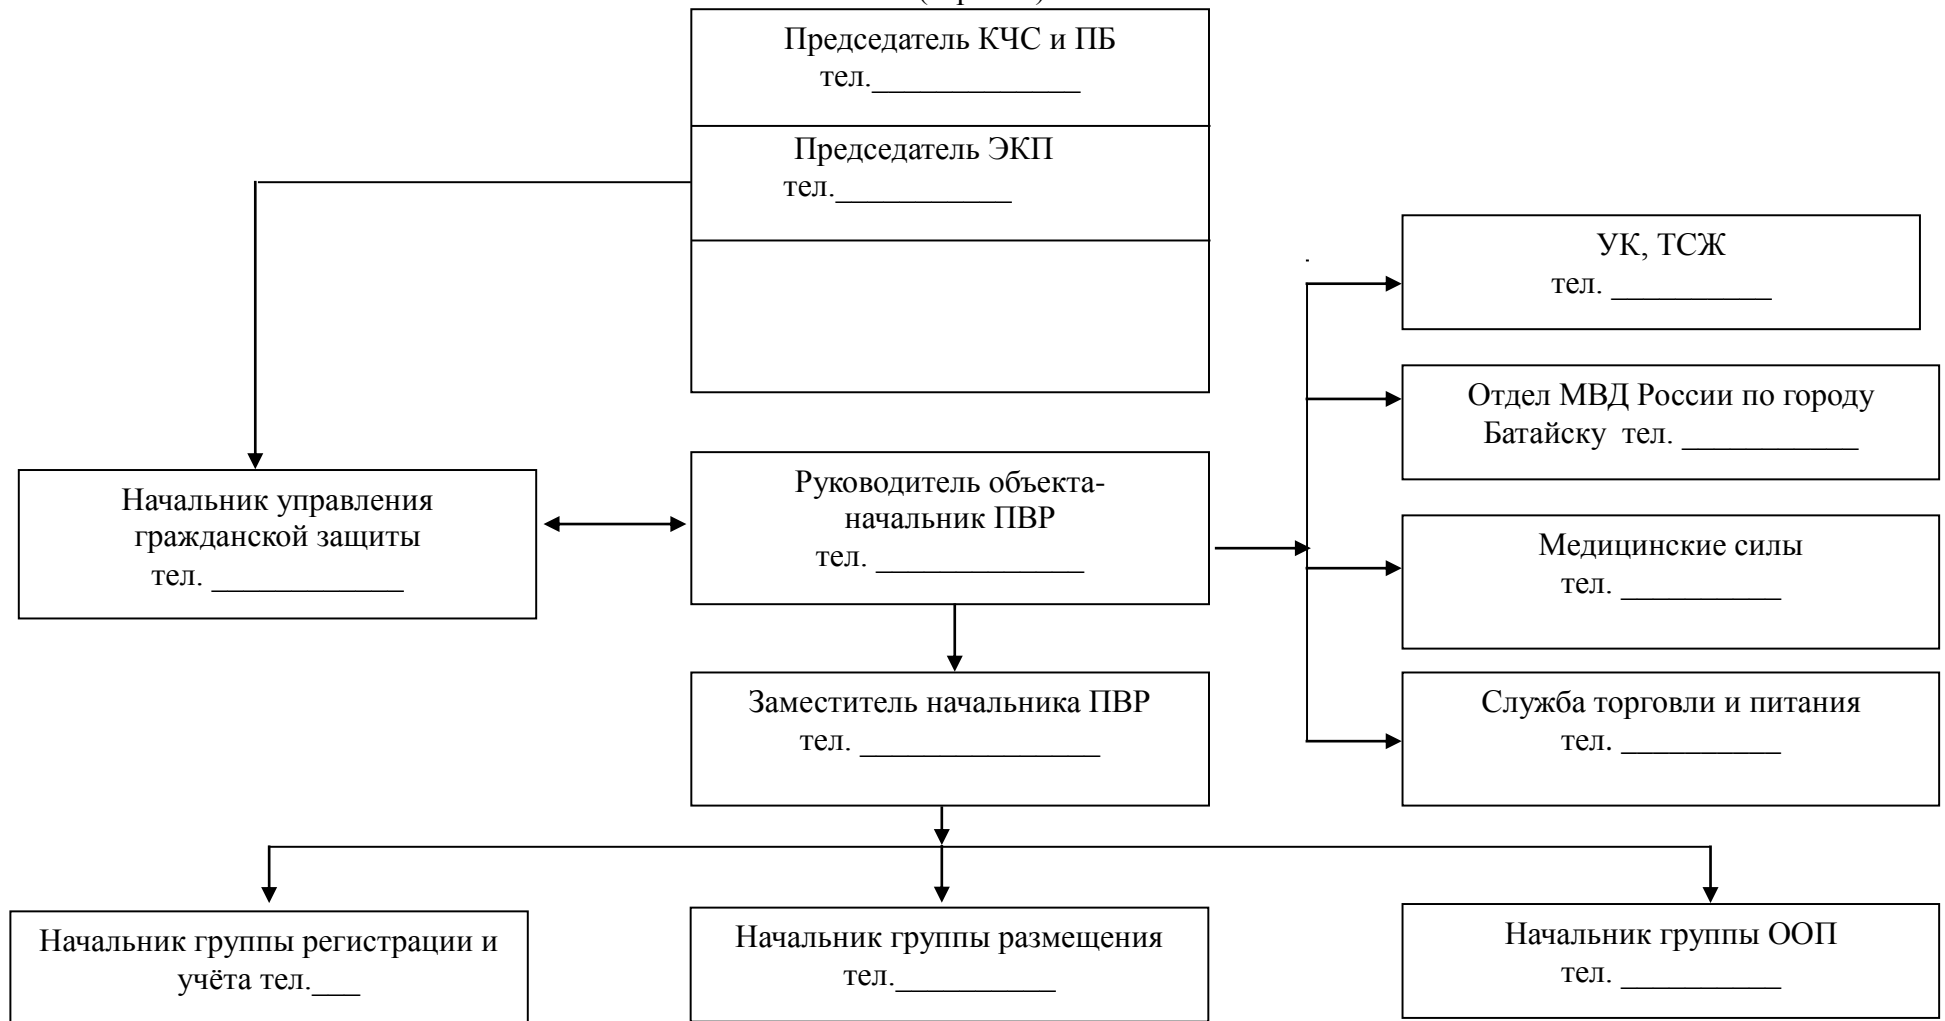 Председатель КЧС и ПБ
тел._____________
Председатель ЭКП
тел.___________
УК, ТСЖ
тел. __________
Отдел МВД России по городу
Батайску тел. ___________
Начальник управления
гражданской защиты
тел. ____________
Руководитель объекта-
начальник ПВР
тел. _____________
Медицинские силы
тел. __________
Заместитель начальника ПВР
тел. _______________
Служба торговли и питания
тел. __________
Начальник группы регистрации и
учёта тел.___
Начальник группы размещения
тел.__________
Начальник группы ООП
тел. __________